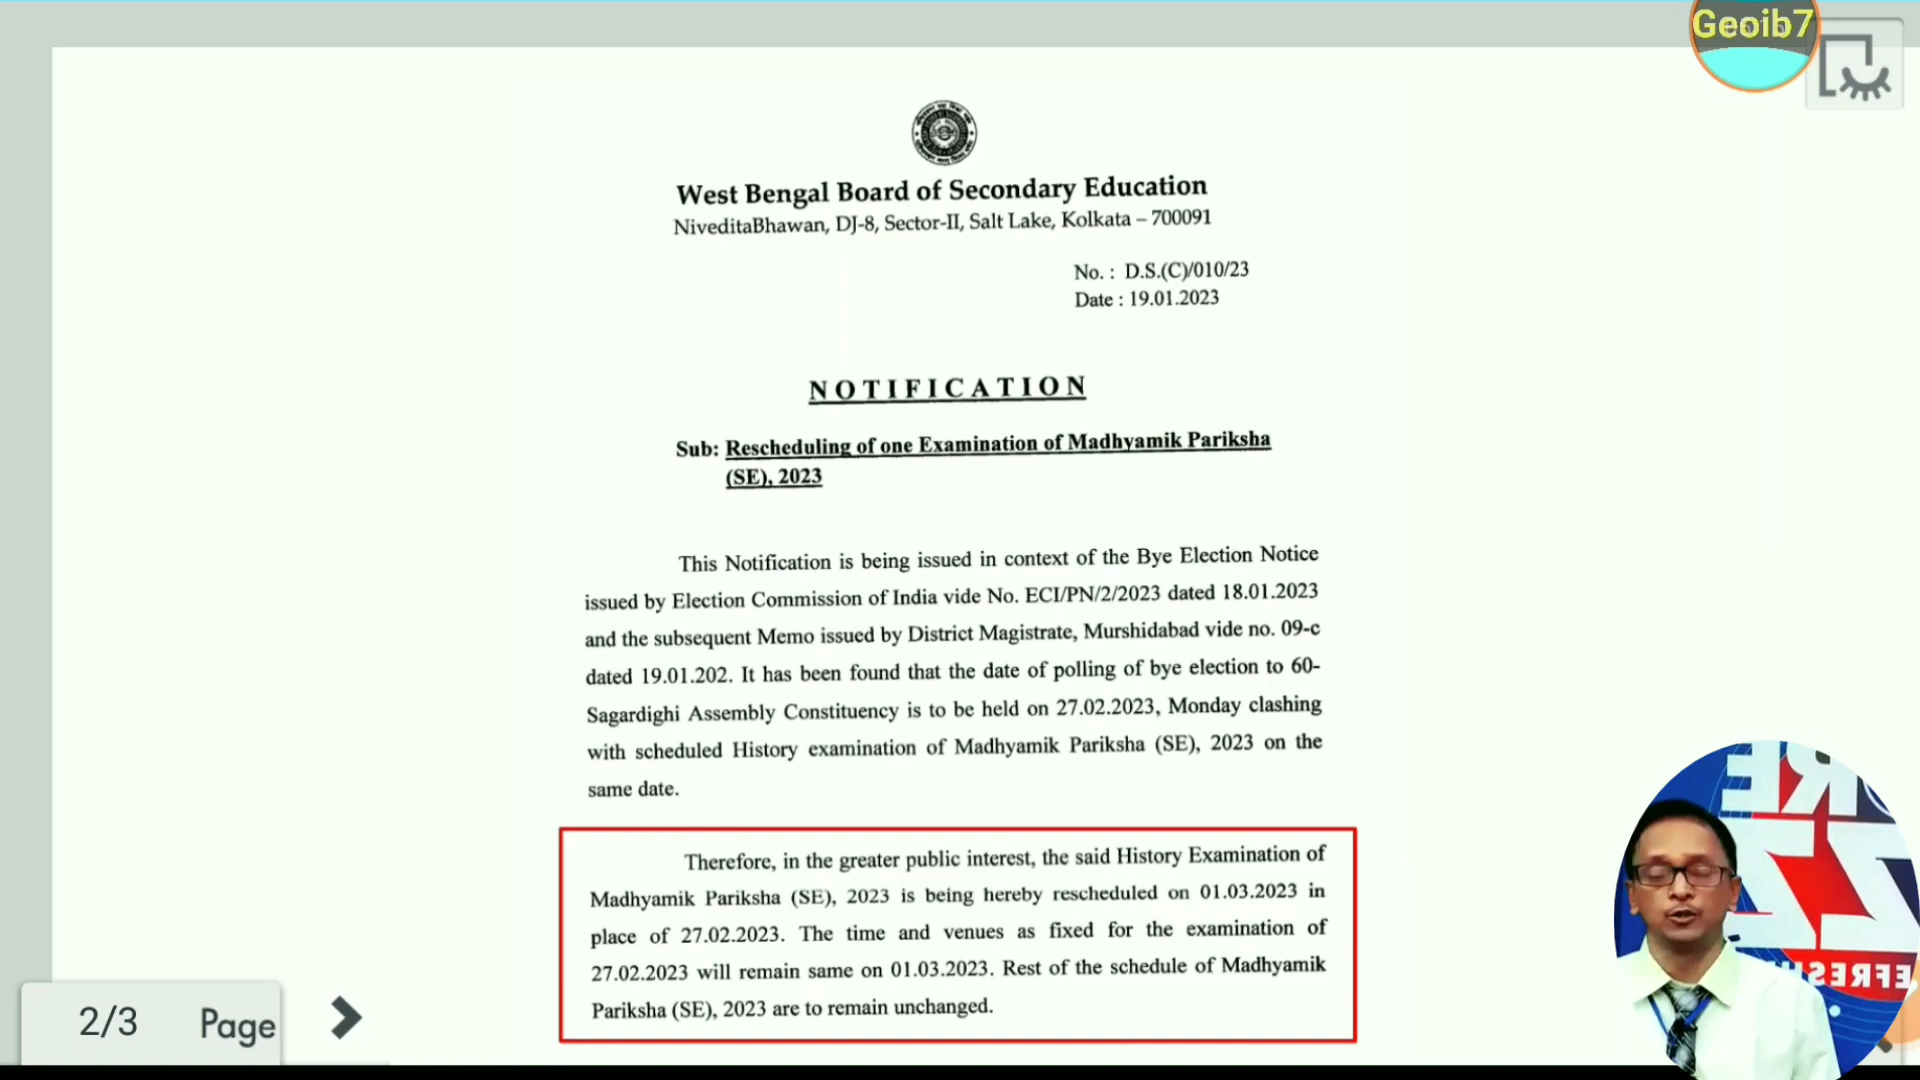 Geoib7
West Bengal Board of Secondary Education
NiveditaBhawan, DJ-8, Sector-II, Salt Lake, Kolkata – 700091
No. : D.S.(C)/010/23
Date : 19.01.2023
NOTIFICATION
Sub: Rescheduling of one Examination of Madhyamik Pariksha
(SE), 2023
This Notification is being issued in context of the Bye Election Notice
issued by Election Commission of India vide No. ECI/PN/2/2023 dated 18.01.2023
and the subsequent Memo issued by District Magistrate, Murshidabad vide no. 09-c
dated 19.01.202. It has been found that the date of polling of bye election to 60-
Sagardighi Assembly Constituency is to be held on 27.02.2023, Monday clashing
with scheduled History examination of Madhyamik Pariksha (SE), 2023 on the
same date.
Therefore, in the greater public interest, the said History Examination of
Madhyamik Pariksha (SE), 2023 is being hereby rescheduled on 01.03.2023 in
place of 27.02.2023. The time and venues as fixed for the examination of
27.02.2023 will remain same on 01.03.2023. Rest of the schedule of Madhyamik
Pariksha (SE), 2023 are to remain unchanged.
2/3 Page